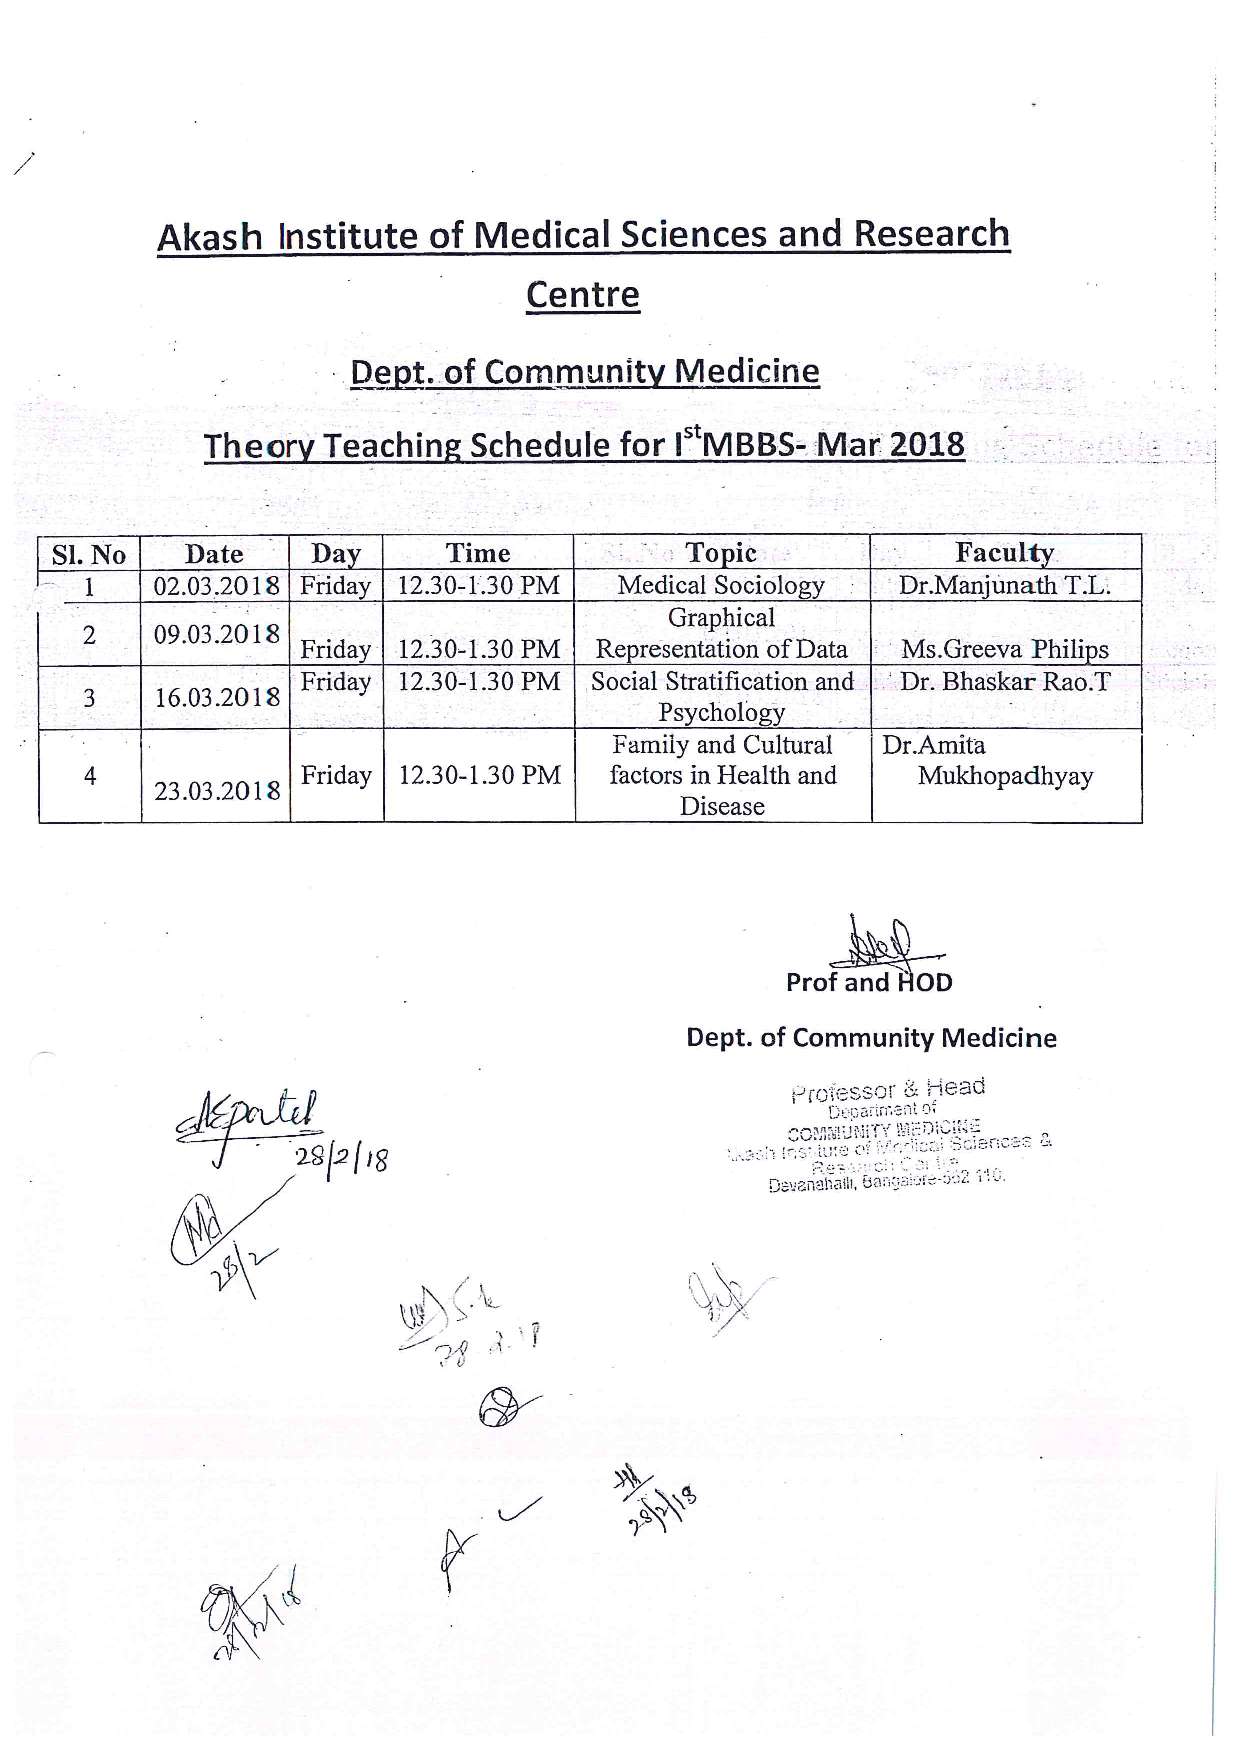 Akash Institute of Medical Sciences and Research
Centre
Dept. of Community Medicine
Theory Teaching Schedule for Ist MBBS- Mar 2018
Sl. No Date Day Time Topic Faculty
1 02.03.2018 Friday 12.30-1.30 PM Medical Sociology Dr.Manjunath T.L.
2 09.03.2018 Friday 12.30-1.30 PM Graphical
Representation of Data Ms.Greeva Philips
3 16.03.2018 Friday 12.30-1.30 PM Social Stratification and
Psychology Dr. Bhaskar Rao.T
4 23.03.2018 Friday 12.30-1.30 PM Family and Cultural
factors in Health and
Disease Dr.Amita
Mukhopadhyay
Prof and HOD
Dept. of Community Medicine
Professor & Head
Department of
COMMUNITY MEDICINE
Institute of Medical Sciences &
Research Centre
Devanahalli, Bangalore-562 110.
28/2/18
28/2
28/2/18